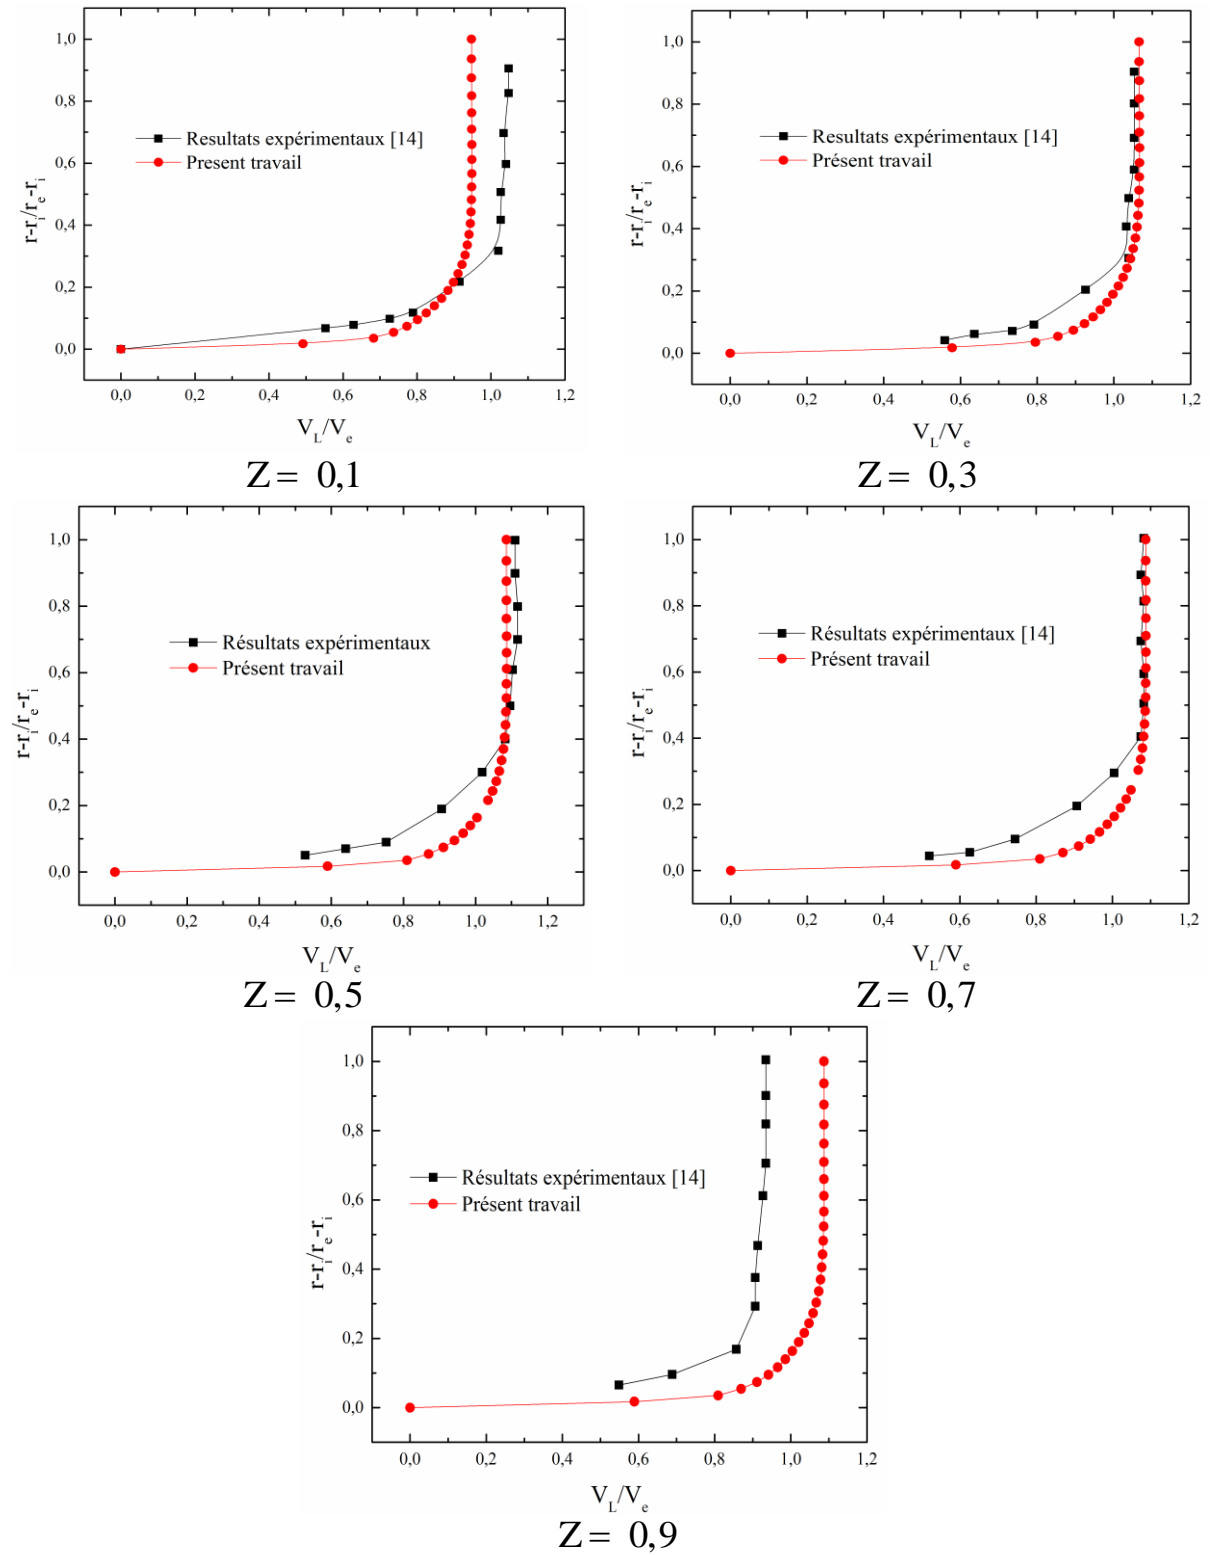 1,0
0,8
0,6
0,4
0,2
0,0
r-ri/re-ri
Resultats expérimentaux [14]
Present travail
0,0 0,2 0,4 0,6 0,8 1,0 1,2
VL/Ve
Z = 0,1
1,0
0,8
0,6
0,4
0,2
0,0
r-ri/re-ri
Resultats expérimentaux [14]
Présent travail
0,0 0,2 0,4 0,6 0,8 1,0 1,2
VL/Ve
Z = 0,3
1,0
0,8
0,6
0,4
0,2
0,0
r-ri/re-ri
Résultats expérimentaux
Présent travail
0,0 0,2 0,4 0,6 0,8 1,0 1,2
VL/Ve
Z = 0,5
1,0
0,8
0,6
0,4
0,2
0,0
r-ri/re-ri
Résultats expérimentaux [14]
Présent travail
0,0 0,2 0,4 0,6 0,8 1,0 1,2
VL/Ve
Z = 0,7
1,0
0,8
0,6
0,4
0,2
0,0
r-ri/re-ri
Résultats expérimentaux [14]
Présent travail
0,0 0,2 0,4 0,6 0,8 1,0 1,2
VL/Ve
Z = 0,9